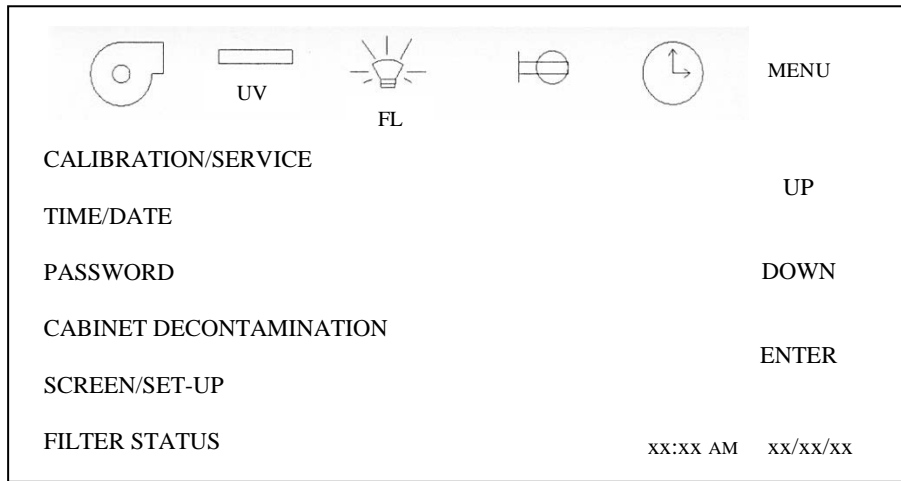 UV
FL
MENU
CALIBRATION/SERVICE
UP
TIME/DATE
PASSWORD
DOWN
CABINET DECONTAMINATION
ENTER
SCREEN/SET-UP
FILTER STATUS
xx:xx AM xx/xx/xx